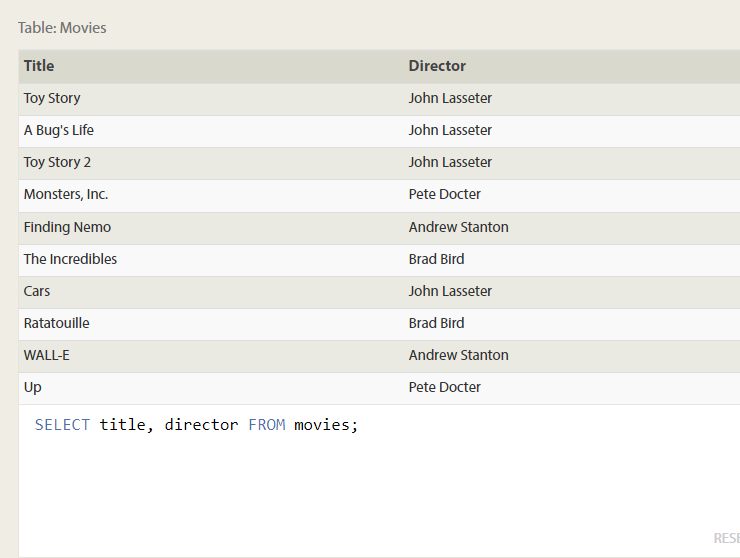 Table: Movies
Title Director
Toy Story John Lasseter
A Bug's Life John Lasseter
Toy Story 2 John Lasseter
Monsters, Inc. Pete Docter
Finding Nemo Andrew Stanton
The Incredibles Brad Bird
Cars John Lasseter
Ratatouille Brad Bird
WALL-E Andrew Stanton
Up Pete Docter
SELECT title, director FROM movies;